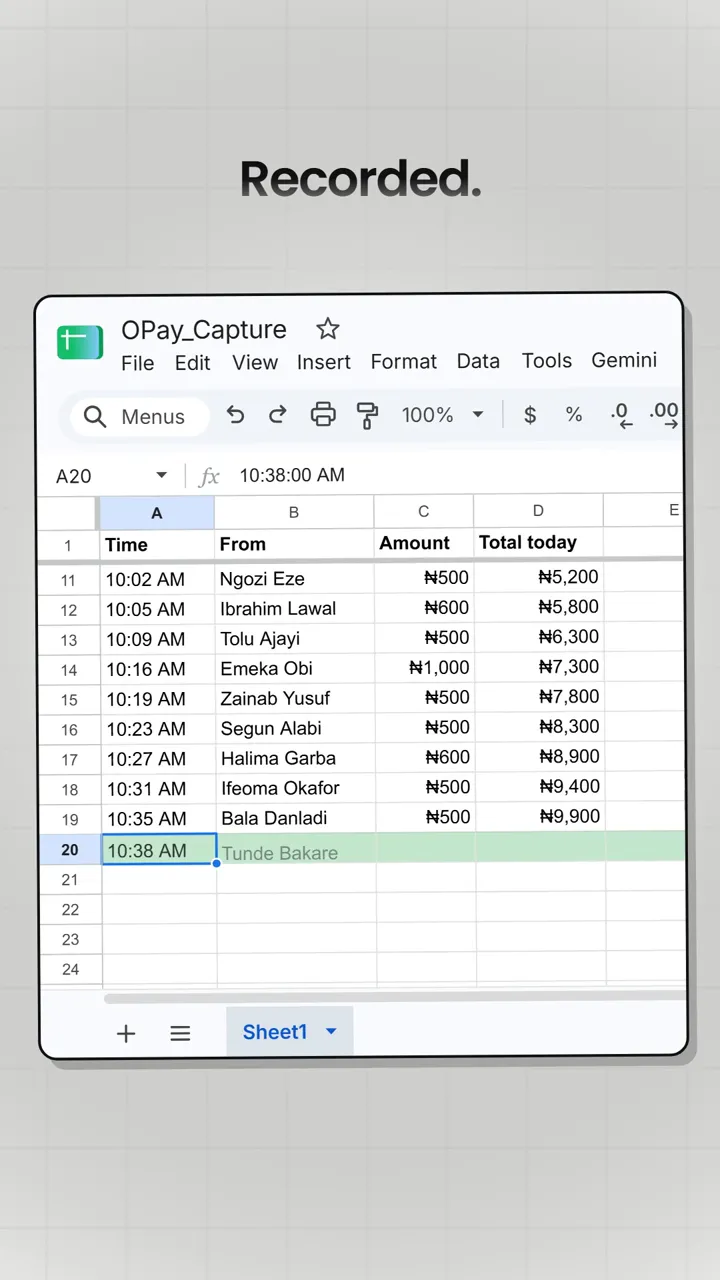 Recorded.
OPay_Capture
File Edit View Insert Format Data Tools Gemini
Menus 100% $ % .0 .00
A20 fx 10:38:00 AM
A B C D E
1 Time From Amount Total today
11 10:02 AM Ngozi Eze ₦500 ₦5,200
12 10:05 AM Ibrahim Lawal ₦600 ₦5,800
13 10:09 AM Tolu Ajayi ₦500 ₦6,300
14 10:16 AM Emeka Obi ₦1,000 ₦7,300
15 10:19 AM Zainab Yusuf ₦500 ₦7,800
16 10:23 AM Segun Alabi ₦500 ₦8,300
17 10:27 AM Halima Garba ₦600 ₦8,900
18 10:31 AM Ifeoma Okafor ₦500 ₦9,400
19 10:35 AM Bala Danladi ₦500 ₦9,900
20 10:38 AM Tunde Bakare
21
22
23
24
Sheet1